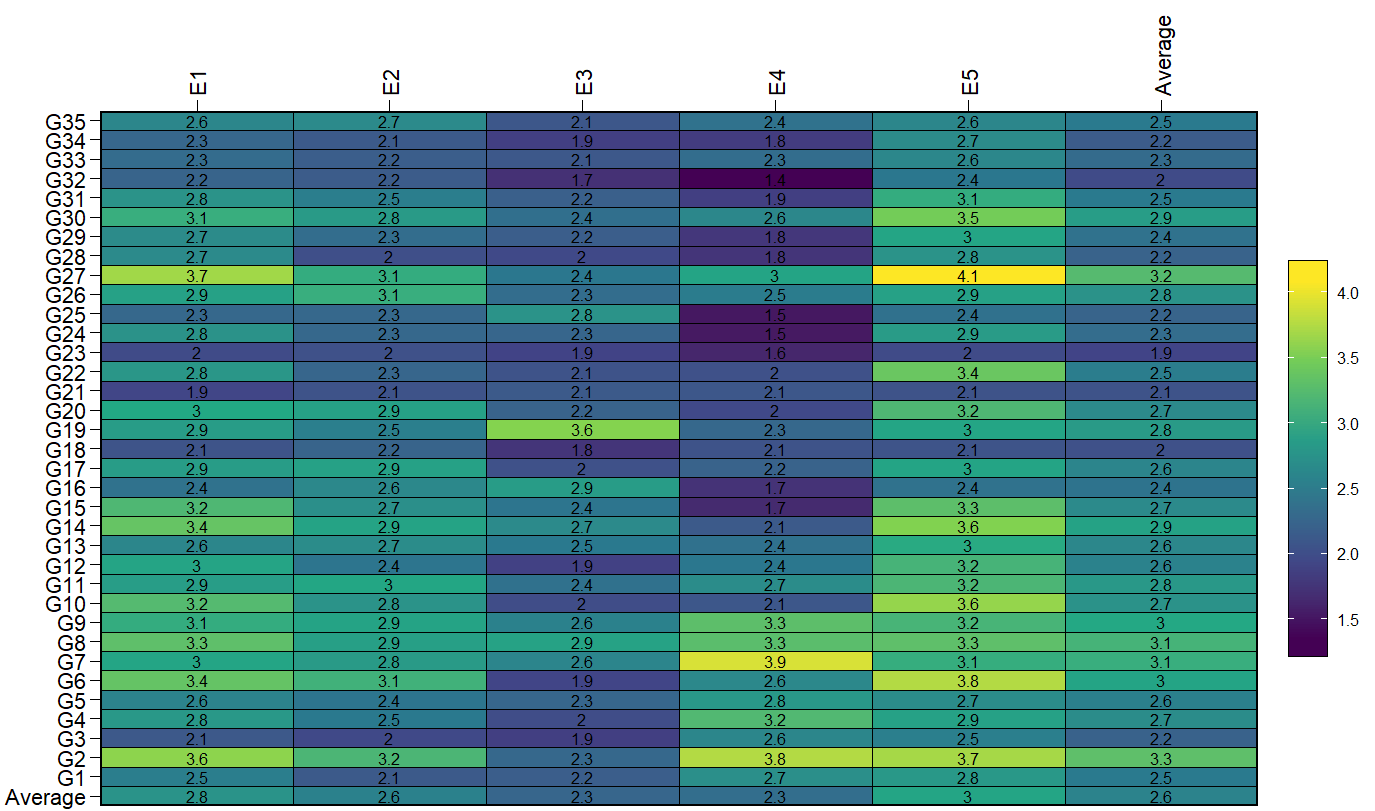 E1 E2 E3 E4 E5 Average
G35 2.6 2.7 2.1 2.4 2.6 2.5
G34 2.3 2.1 1.9 1.8 2.7 2.2
G33 2.3 2.2 2.1 2.3 2.6 2.3
G32 2.2 2.2 1.7 1.4 2.4 2
G31 2.8 2.5 2.2 1.9 3.1 2.5
G30 3.1 2.8 2.4 2.6 3.5 2.9
G29 2.7 2.3 2.2 1.8 3 2.4
G28 2.7 2 2 1.8 2.8 2.2
G27 3.7 3.1 2.4 3 4.1 3.2
G26 2.9 3.1 2.3 2.5 2.9 2.8
G25 2.3 2.3 2.8 1.5 2.4 2.2
G24 2.8 2.3 2.3 1.5 2.9 2.3
G23 2 2 1.9 1.6 2 1.9
G22 2.8 2.3 2.1 2 3.4 2.5
G21 1.9 2.1 2.1 2.1 2.1 2.1
G20 3 2.9 2.2 2 3.2 2.7
G19 2.9 2.5 3.6 2.3 3 2.8
G18 2.1 2.2 1.8 2.1 2.1 2
G17 2.9 2.9 2 2.2 3 2.6
G16 2.4 2.6 2.9 1.7 2.4 2.4
G15 3.2 2.7 2.4 1.7 3.3 2.7
G14 3.4 2.9 2.7 2.1 3.6 2.9
G13 2.6 2.7 2.5 2.4 3 2.6
G12 3 2.4 1.9 2.4 3.2 2.6
G11 2.9 3 2.4 2.7 3.2 2.8
G10 3.2 2.8 2 2.1 3.6 2.7
G9 3.1 2.9 2.6 3.3 3.2 3
G8 3.3 2.9 2.9 3.3 3.3 3.1
G7 3 2.8 2.6 3.9 3.1 3.1
G6 3.4 3.1 1.9 2.6 3.8 3
G5 2.6 2.4 2.3 2.8 2.7 2.6
G4 2.8 2.5 2 3.2 2.9 2.7
G3 2.1 2 1.9 2.6 2.5 2.2
G2 3.6 3.2 2.3 3.8 3.7 3.3
G1 2.5 2.1 2.2 2.7 2.8 2.5
Average 2.8 2.6 2.3 2.3 3 2.6
4.0
3.5
3.0
2.5
2.0
1.5